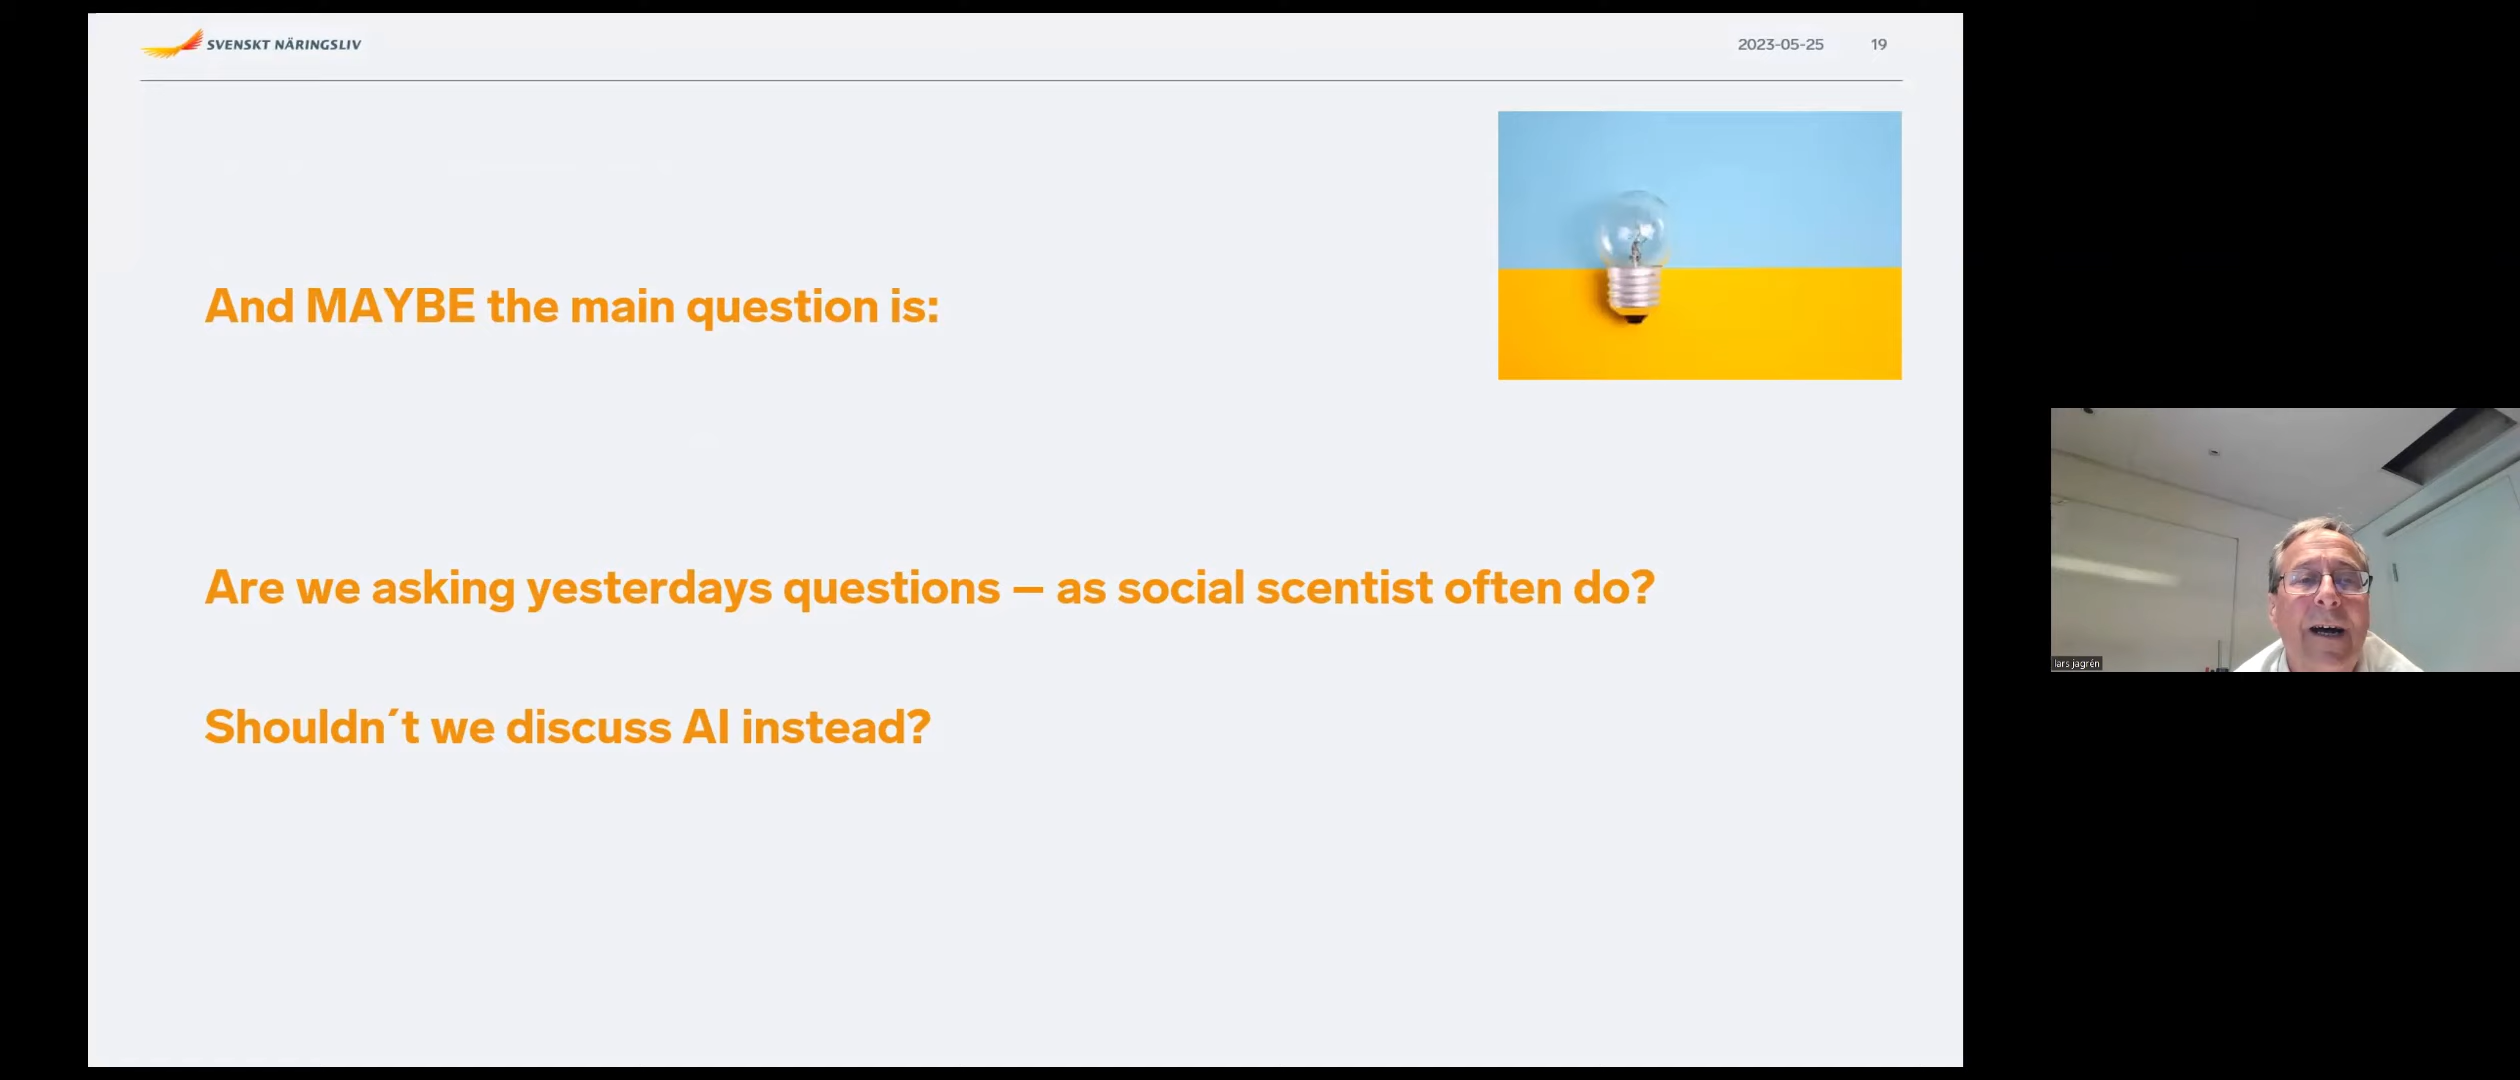 SVENSKT NÄRINGSLIV
2023-05-25 19
And MAYBE the main question is:
Are we asking yesterdays questions – as social scentist often do?
Shouldn´t we discuss AI instead?
lars jagrén